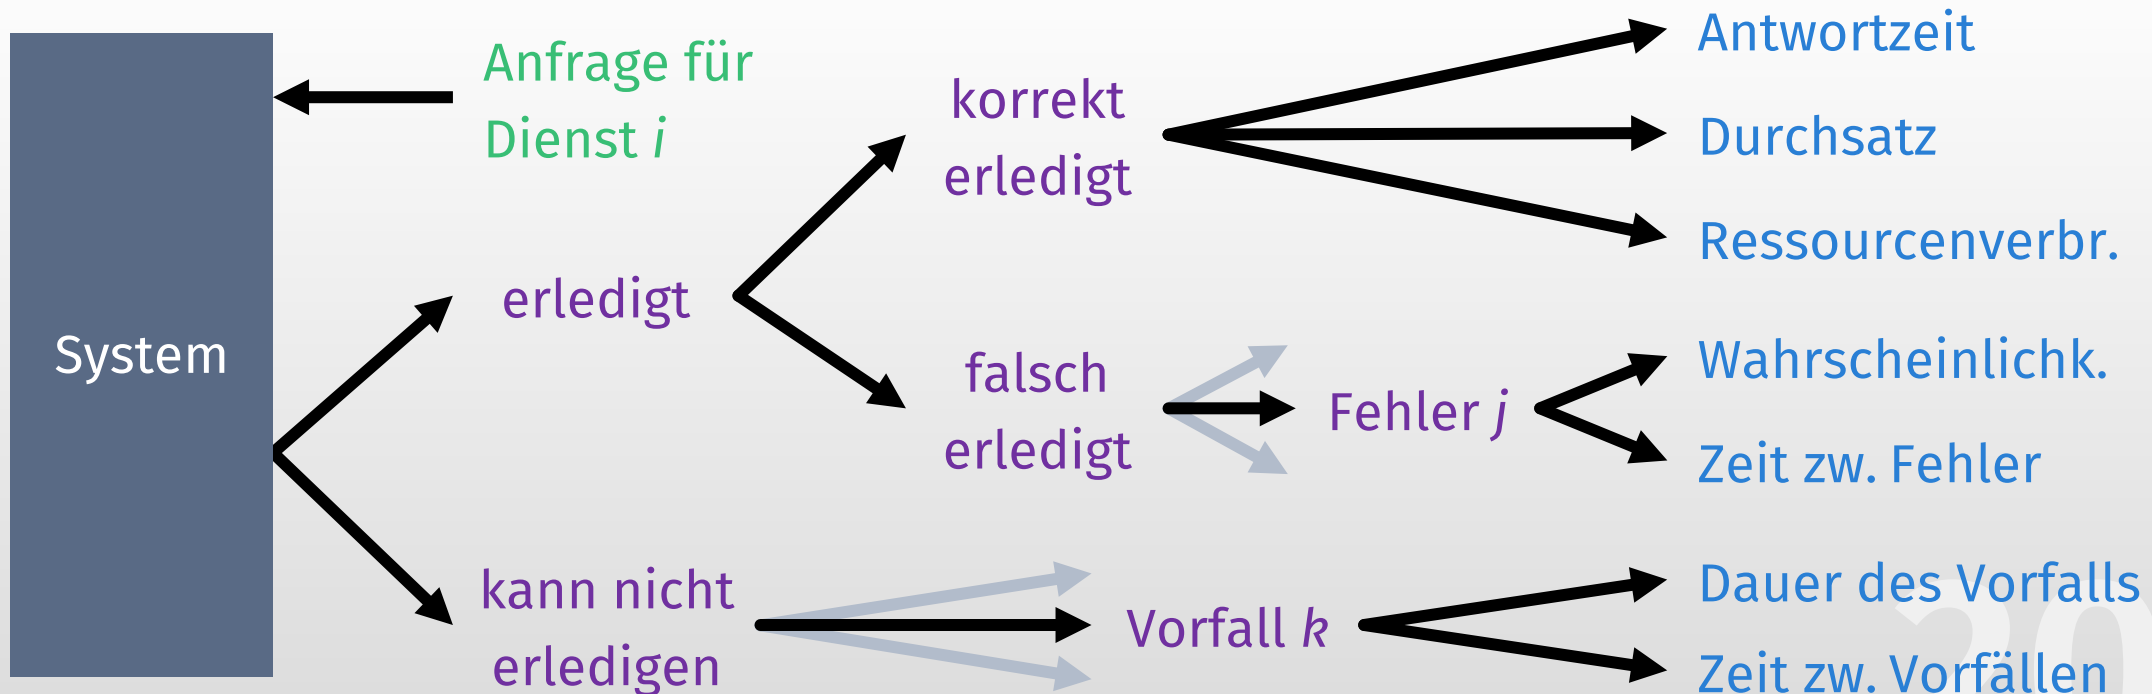 System
Anfrage für
Dienst i
erledigt
kann nicht
erledigen
korrekt
erledigt
falsch
erledigt
Fehler j
Vorfall k
Antwortzeit
Durchsatz
Ressourcenverbr.
Wahrscheinlichk.
Zeit zw. Fehler
Dauer des Vorfalls
Zeit zw. Vorfällen
20